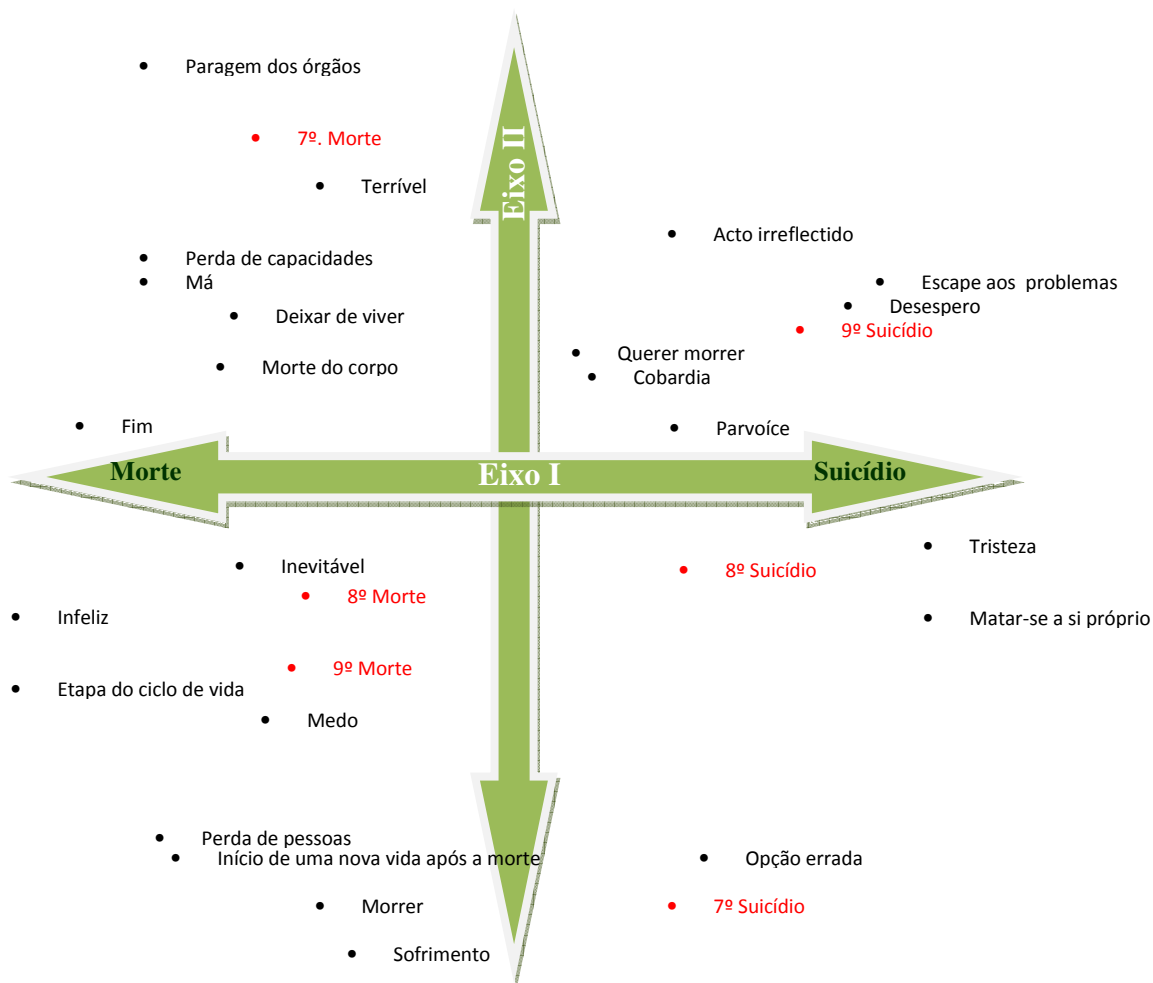 Paragem dos órgãos
7º. Morte
Eixo II
Terrível
Acto irreflectido
Perda de capacidades
Má
Escape aos problemas
Desespero
Deixar de viver
9º Suicídio
Querer morrer
Morte do corpo
Cobardia
Fim
Parvoíce
Morte
Eixo I
Suicídio
Tristeza
Inevitável
8º Suicídio
8º Morte
Infeliz
Matar-se a si próprio
9º Morte
Etapa do ciclo de vida
Medo
Perda de pessoas
Início de uma nova vida após a morte
Opção errada
Morrer
7º Suicídio
Sofrimento